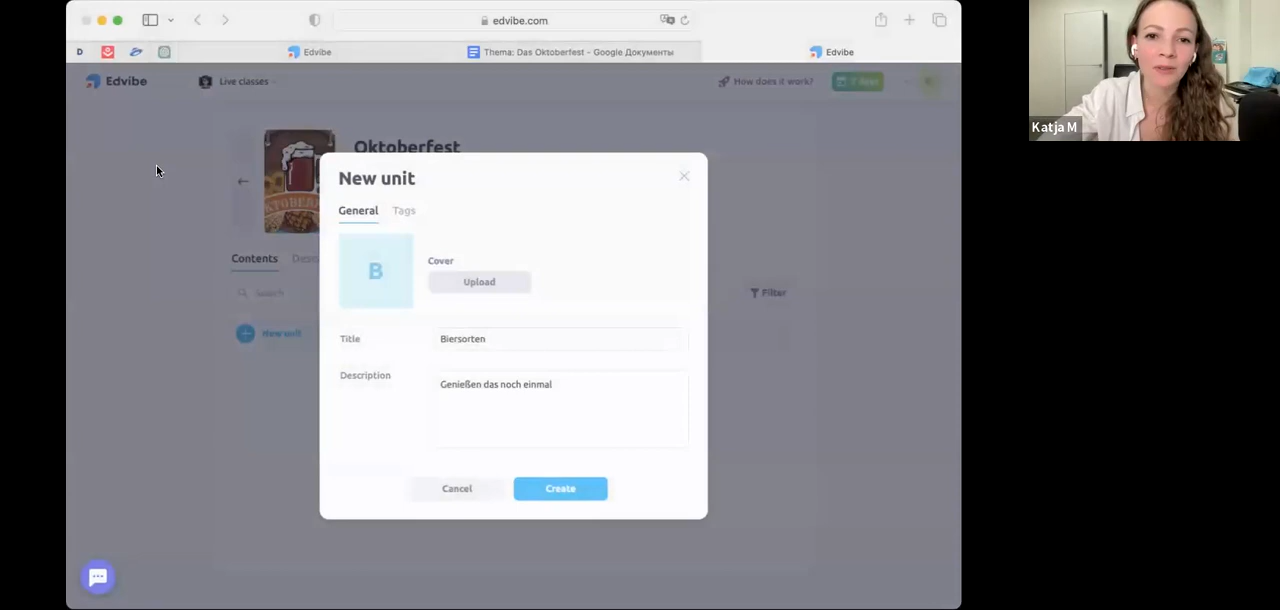 edvibe.com
D
Edvibe
Thema: Das Oktoberfest – Google Документы
Edvibe
Edvibe
Live classes
How does it work?
Oktoberfest
New unit
General
Tags
B
Cover
Upload
Contents
Search
Filter
New unit
Title
Biersorten
Description
Genießen das noch einmal
Cancel
Create
Katja M